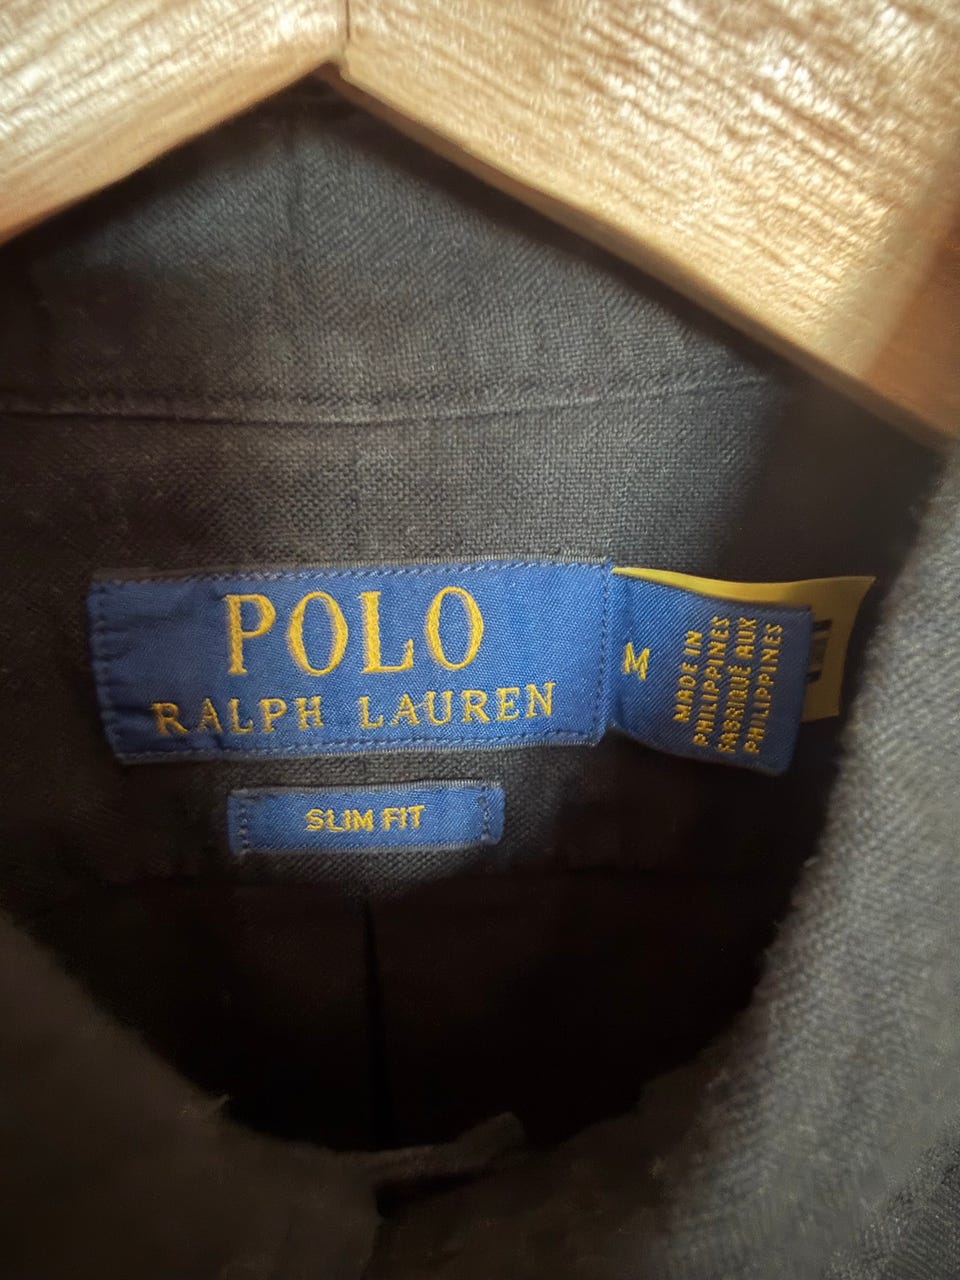 POLO
RALPH LAUREN
M
MADE IN
PHILIPPINES
FABRIQUÉ AUX
PHILIPPINES
SLIM FIT